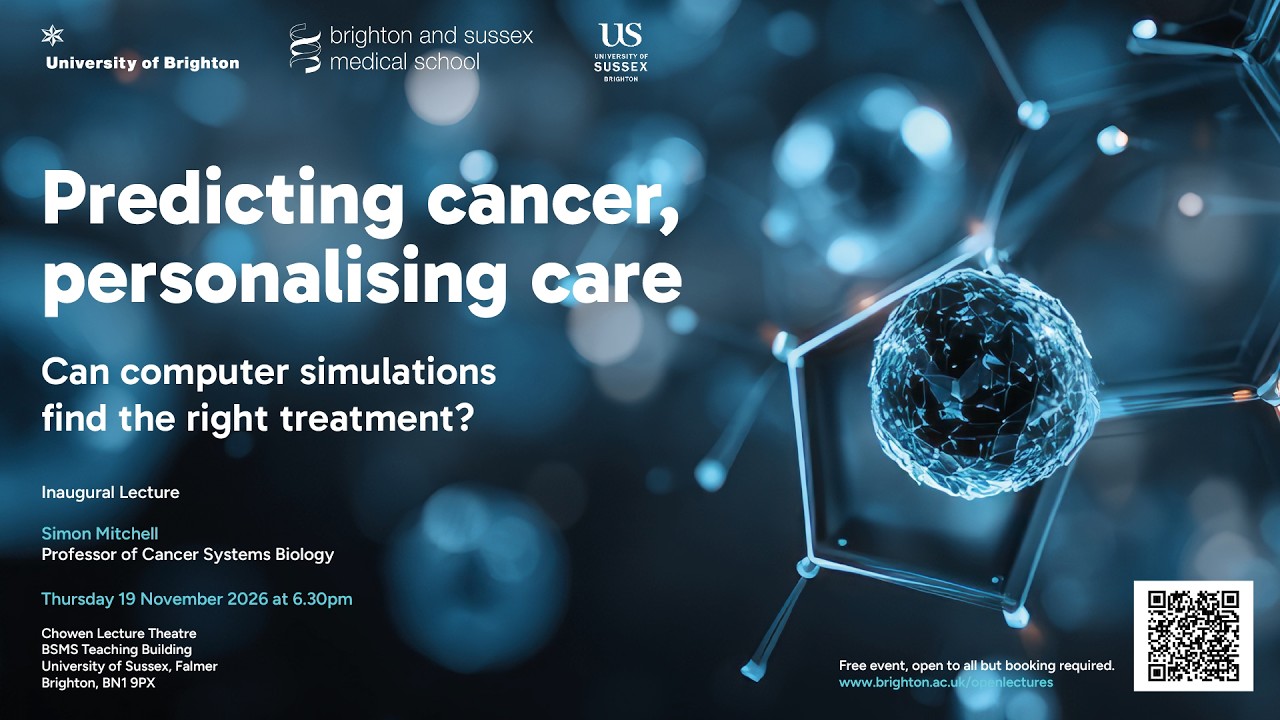 University of Brighton
brighton and sussex
medical school
US
UNIVERSITY OF
SUSSEX
BRIGHTON
Predicting cancer,
personalising care
Can computer simulations
find the right treatment?
Inaugural Lecture
Simon Mitchell
Professor of Cancer Systems Biology
Thursday 19 November 2026 at 6.30pm
Chowen Lecture Theatre
BSMS Teaching Building
University of Sussex, Falmer
Brighton, BN1 9PX
Free event, open to all but booking required.
www.brighton.ac.uk/openlectures